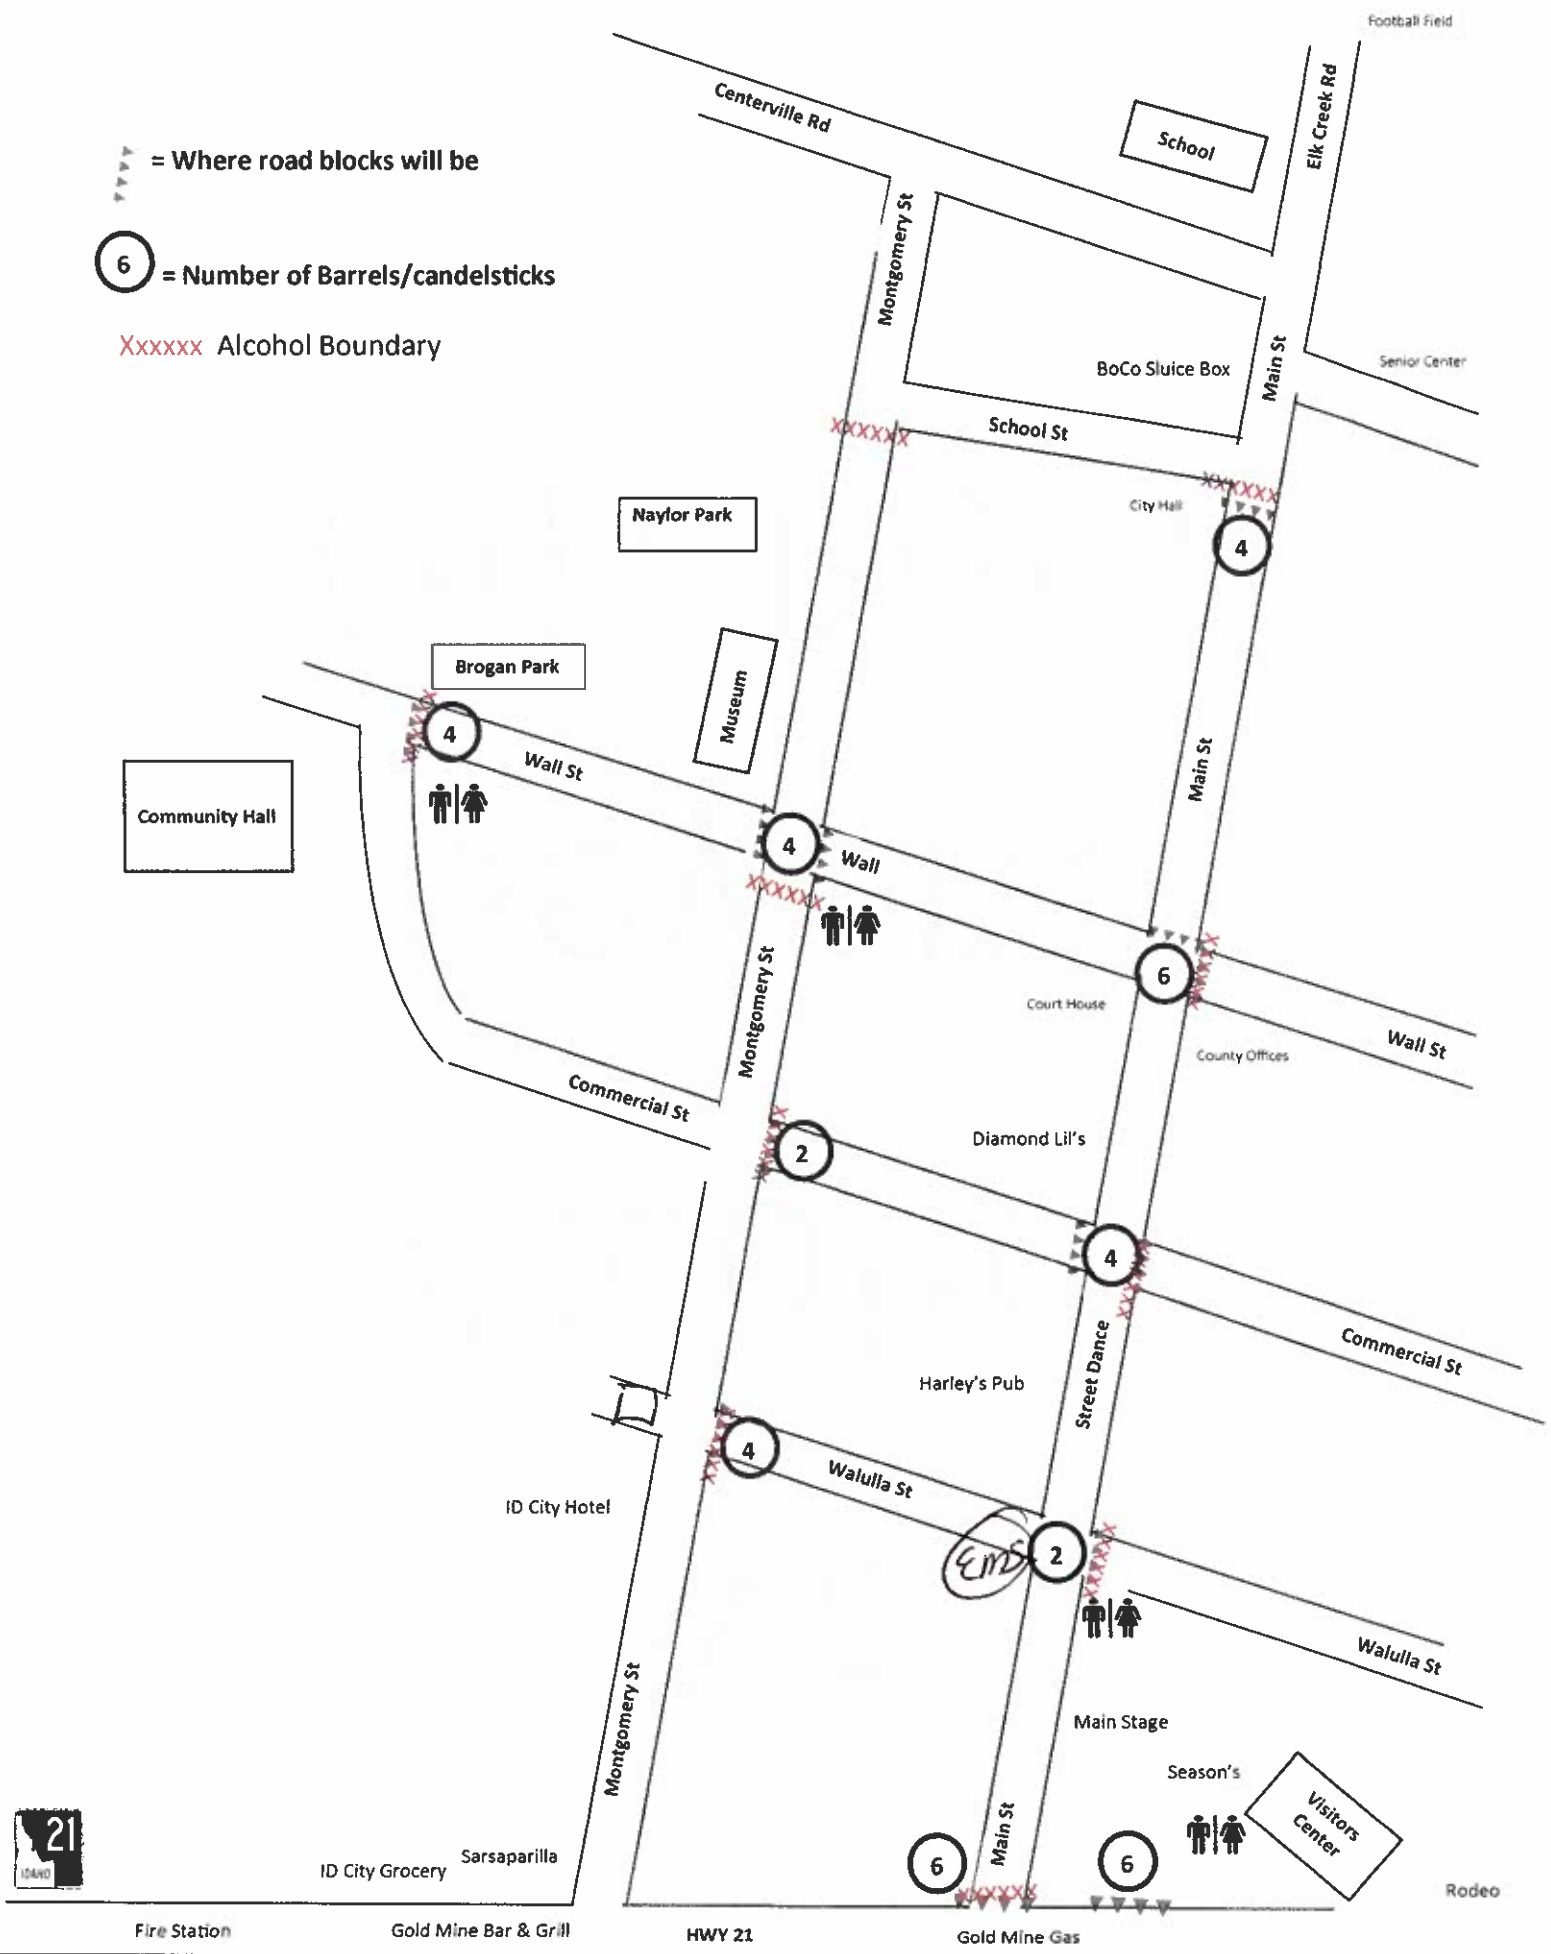 Football Field
Elk Creek Rd
Centerville Rd
School
= Where road blocks will be
6 = Number of Barrels/candelsticks
Xxxxxx Alcohol Boundary
Montgomery St
Main St
BoCo Sluice Box
Senior Center
School St
XXXXXX
XXXXXX
City Hall
4
Naylor Park
Brogan Park
Museum
Main St
4
Wall St
Community Hall
4
Wall
XXXXXX
6
Court House
Wall St
County Offices
Montgomery St
Commercial St
Diamond Lil's
2
4
Commercial St
Street Dance
Harley's Pub
4
Walulla St
ID City Hotel
EMS
2
Walulla St
Montgomery St
Main Stage
Season's
Visitors
Center
Main St
21
IDAHO
Sarsaparilla
ID City Grocery
6
6
XXXXXX
Rodeo
Fire Station
Gold Mine Bar & Grill
HWY 21
Gold Mine Gas